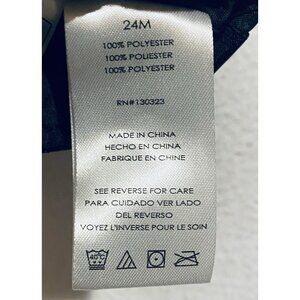 24M
100% POLYESTER
100% POLIESTER
100% POLYESTER
RN#130323
MADE IN CHINA
HECHO EN CHINA
FABRIQUE EN CHINE
SEE REVERSE FOR CARE
PARA CUIDADO VER LADO
DEL REVERSO
VOYEZ L'INVERSE POUR LE SOIN
40°C